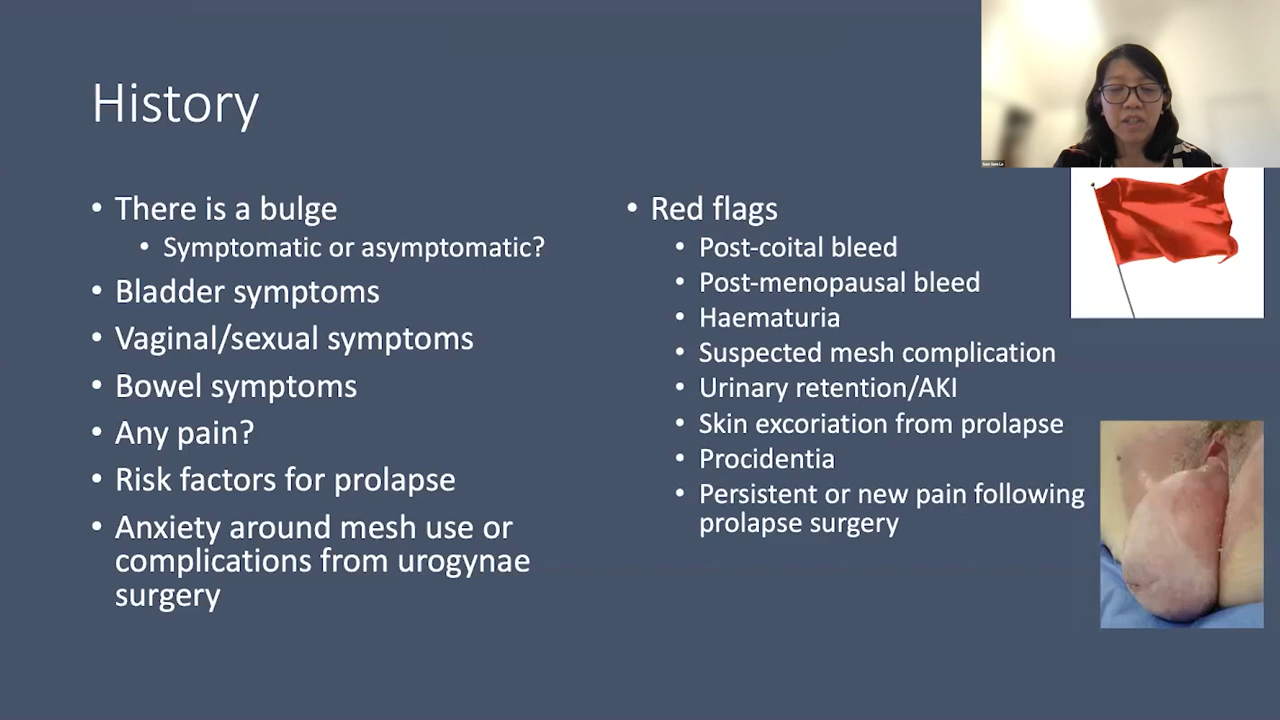 History
• There is a bulge
• Symptomatic or asymptomatic?
• Bladder symptoms
• Vaginal/sexual symptoms
• Bowel symptoms
• Any pain?
• Risk factors for prolapse
• Anxiety around mesh use or
complications from urogynae
surgery
• Red flags
• Post-coital bleed
• Post-menopausal bleed
• Haematuria
• Suspected mesh complication
• Urinary retention/AKI
• Skin excoriation from prolapse
• Procidentia
• Persistent or new pain following
prolapse surgery